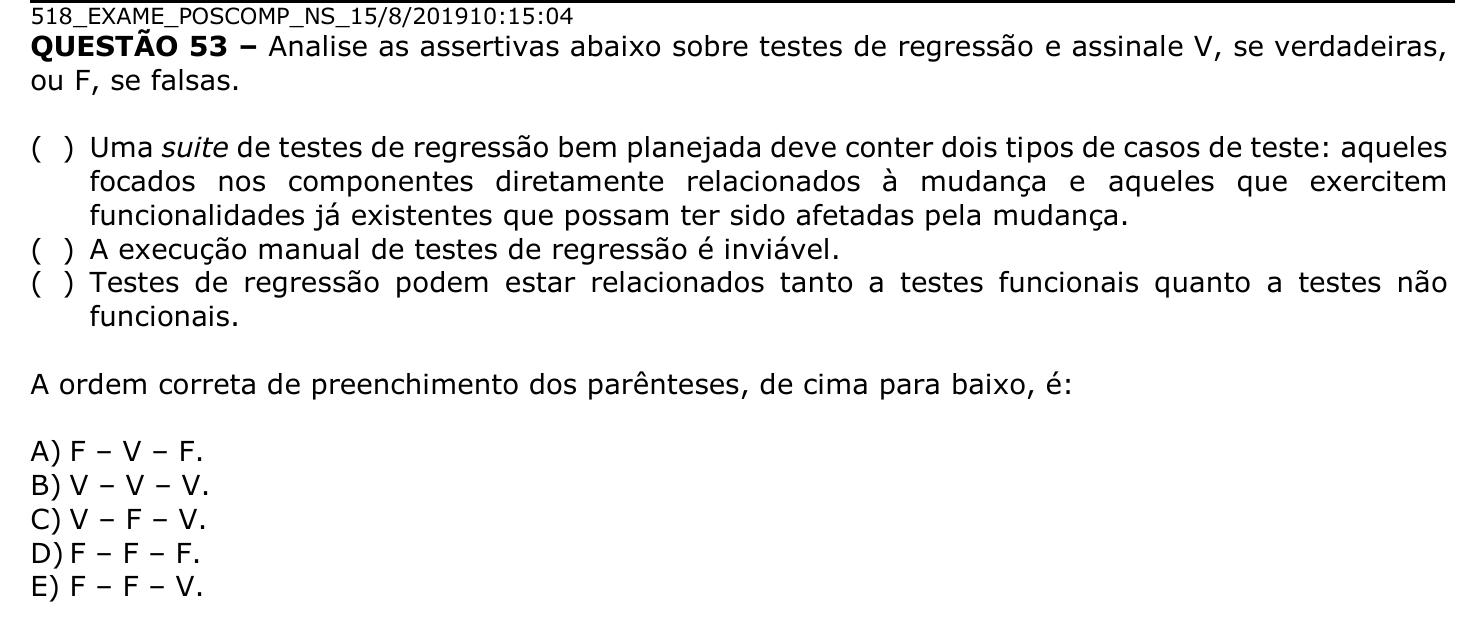 518_EXAME_POSCOMP_NS_15/8/201910:15:04
QUESTÃO 53 – Analise as assertivas abaixo sobre testes de regressão e assinale V, se verdadeiras,
ou F, se falsas.
( ) Uma suite de testes de regressão bem planejada deve conter dois tipos de casos de teste: aqueles
focados nos componentes diretamente relacionados à mudança e aqueles que exercitem
funcionalidades já existentes que possam ter sido afetadas pela mudança.
( ) A execução manual de testes de regressão é inviável.
( ) Testes de regressão podem estar relacionados tanto a testes funcionais quanto a testes não
funcionais.
A ordem correta de preenchimento dos parênteses, de cima para baixo, é:
A) F – V – F.
B) V – V – V.
C) V – F – V.
D) F – F – F.
E) F – F – V.